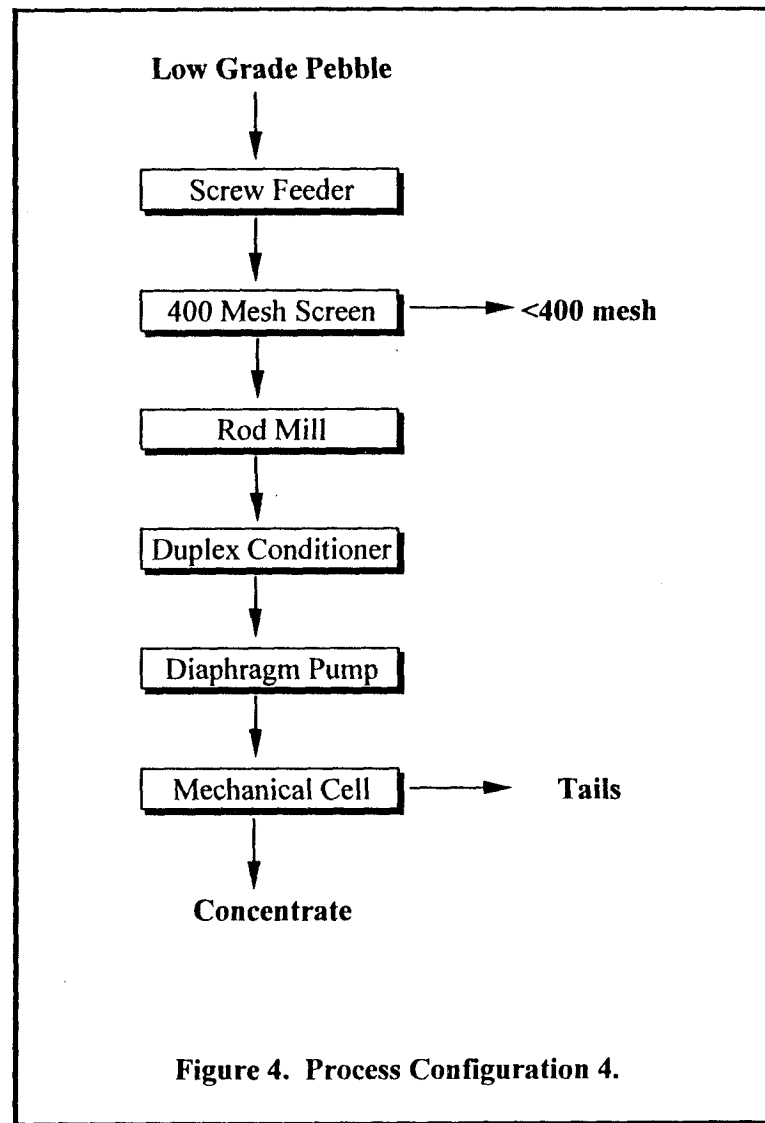 Low Grade Pebble
Screw Feeder
400 Mesh Screen
<400 mesh
Rod Mill
Duplex Conditioner
Diaphragm Pump
Mechanical Cell
Tails
Concentrate
Figure 4. Process Configuration 4.